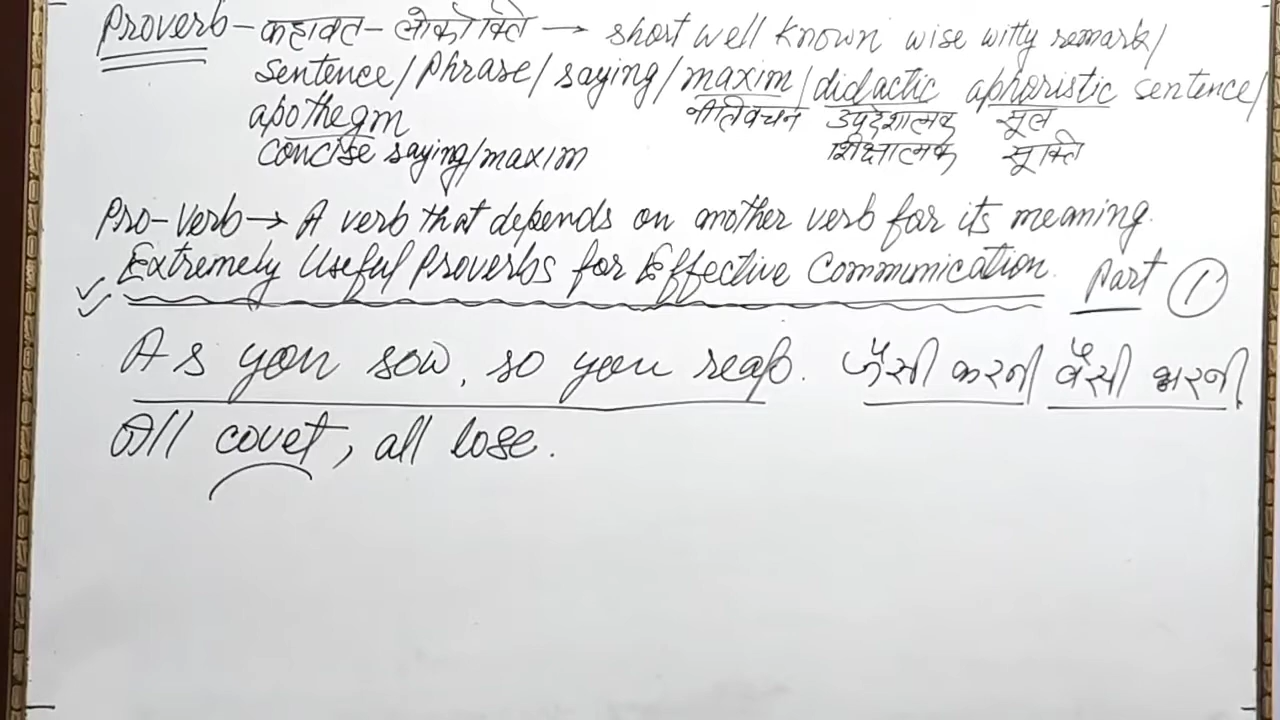 Proverb - कहावत - लोकोक्ति → short well known wise witty remark/
sentence/phrase/saying/maxim/didactic aphoristic sentence/
apothegm नीतिवचन उपदेशात्मक सूत्र
concise saying/maxim शिक्षात्मक सूक्ति
Pro-Verb → A verb that depends on another verb for its meaning.
Extremely Useful Proverbs for Effective Communication. Part 1
As you sow, so you reap. जैसी करनी वैसी भरनी.
All covet, all lose.